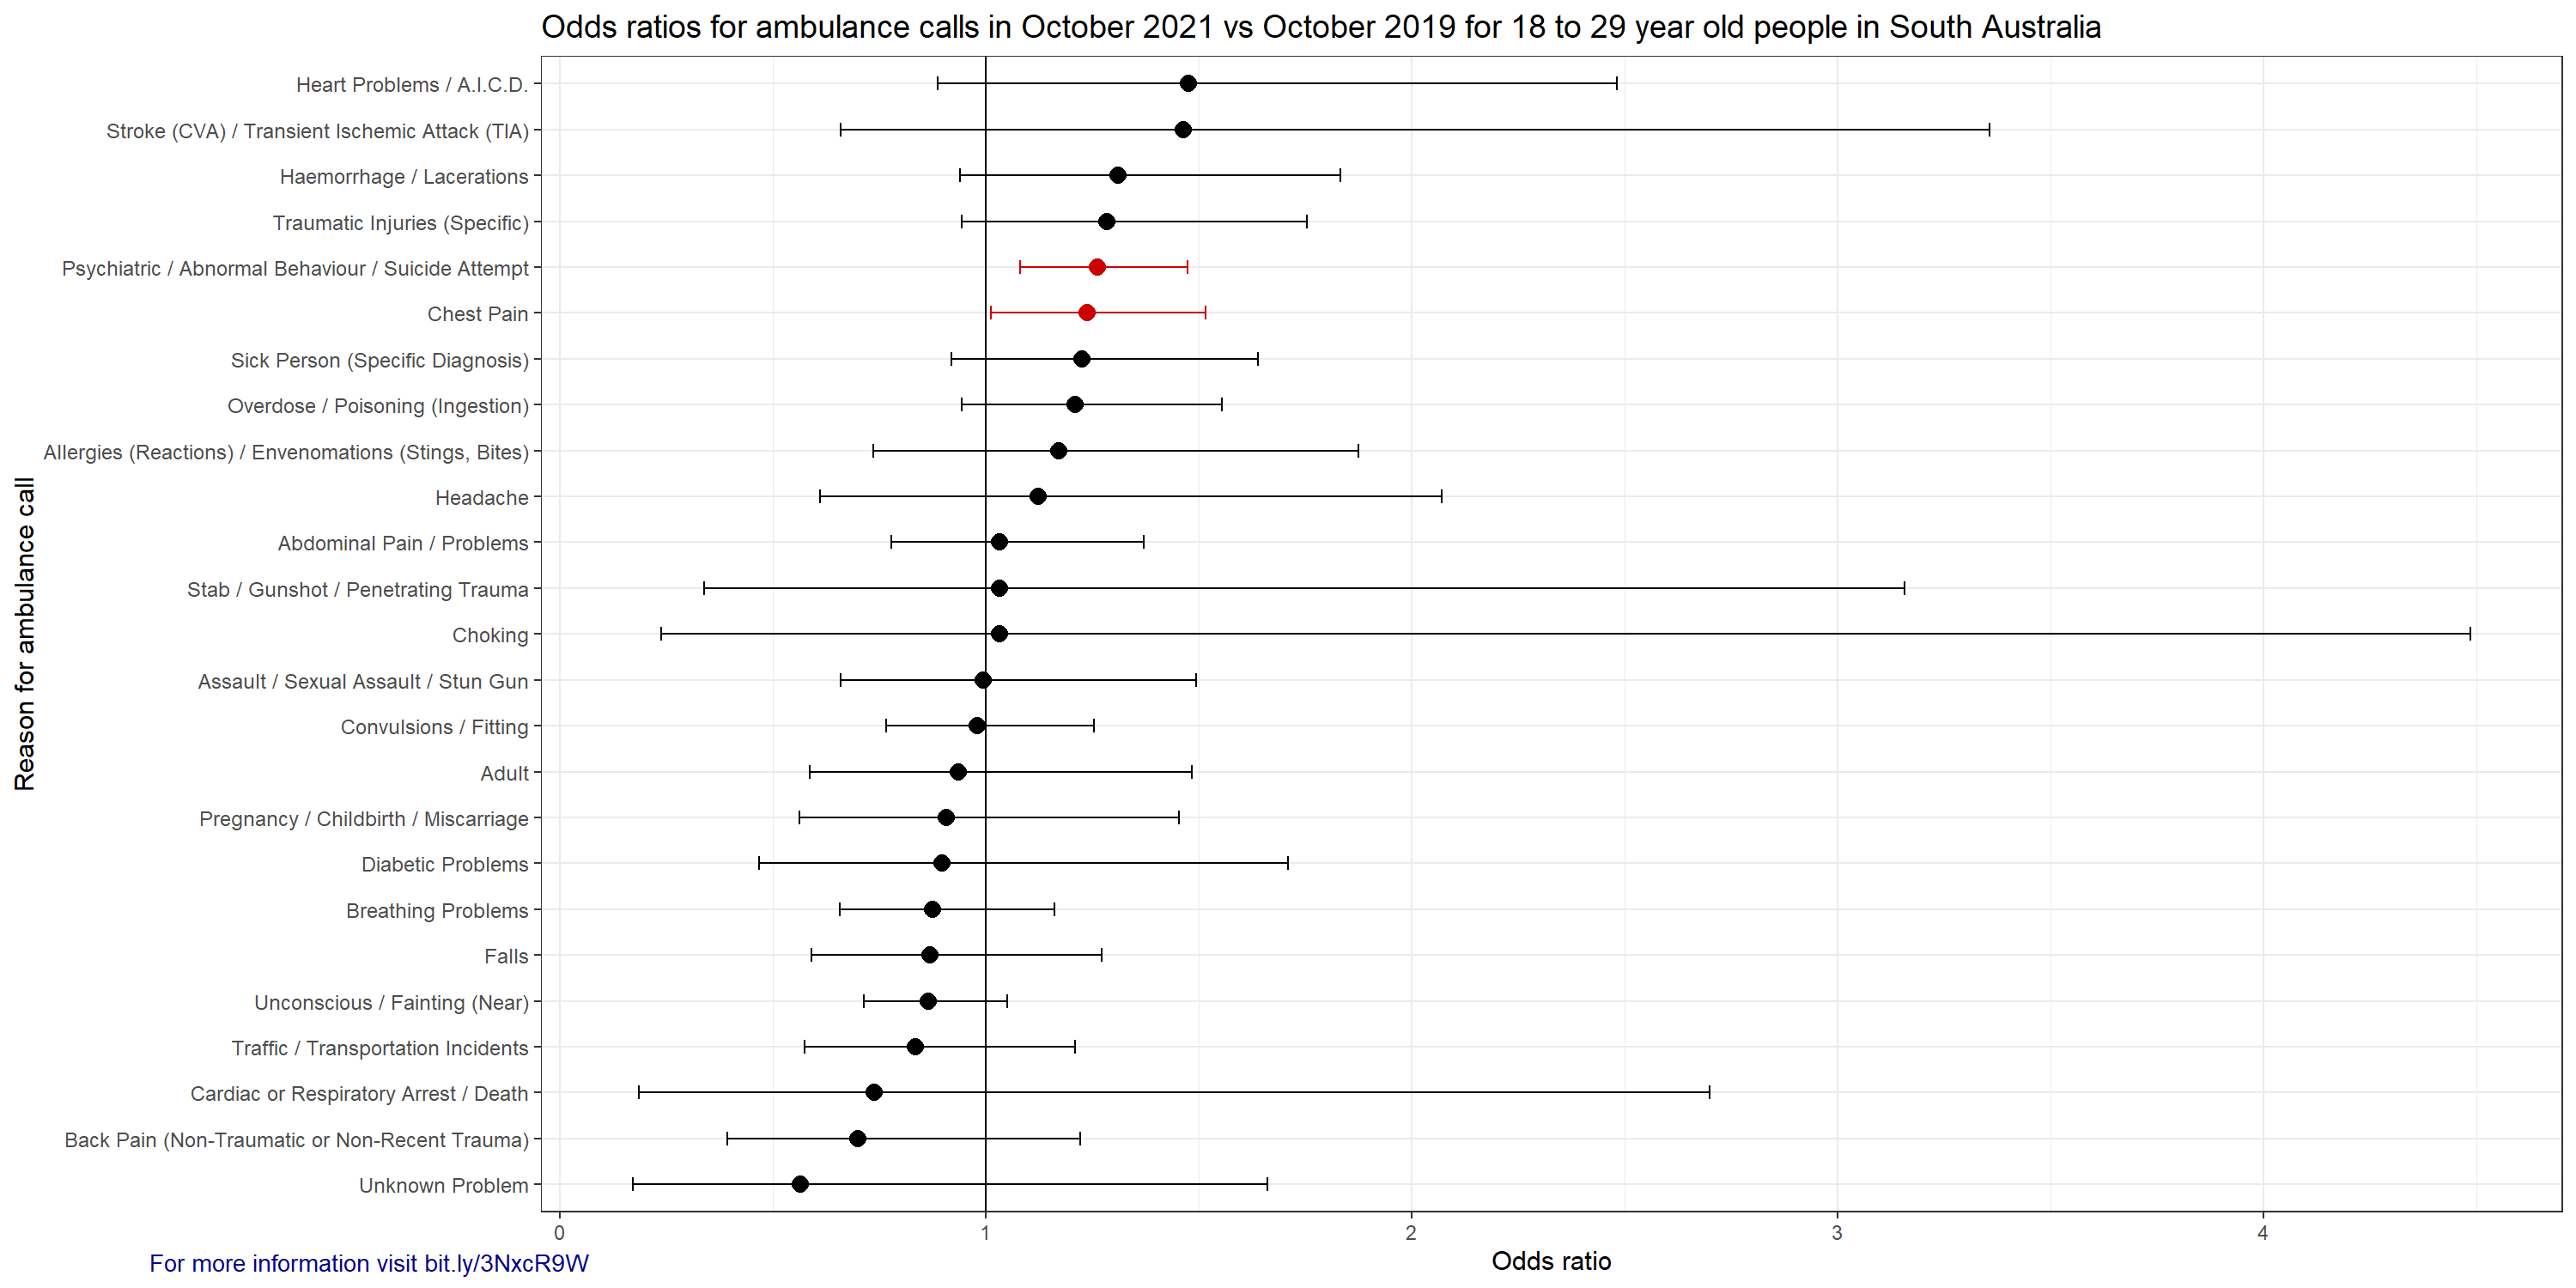 Odds ratios for ambulance calls in October 2021 vs October 2019 for 18 to 29 year old people in South Australia
Reason for ambulance call
Heart Problems / A.I.C.D.
Stroke (CVA) / Transient Ischemic Attack (TIA)
Haemorrhage / Lacerations
Traumatic Injuries (Specific)
Psychiatric / Abnormal Behaviour / Suicide Attempt
Chest Pain
Sick Person (Specific Diagnosis)
Overdose / Poisoning (Ingestion)
Allergies (Reactions) / Envenomations (Stings, Bites)
Headache
Abdominal Pain / Problems
Stab / Gunshot / Penetrating Trauma
Choking
Assault / Sexual Assault / Stun Gun
Convulsions / Fitting
Adult
Pregnancy / Childbirth / Miscarriage
Diabetic Problems
Breathing Problems
Falls
Unconscious / Fainting (Near)
Traffic / Transportation Incidents
Cardiac or Respiratory Arrest / Death
Back Pain (Non-Traumatic or Non-Recent Trauma)
Unknown Problem
0 1 2 3 4
Odds ratio
For more information visit bit.ly/3NxcR9W